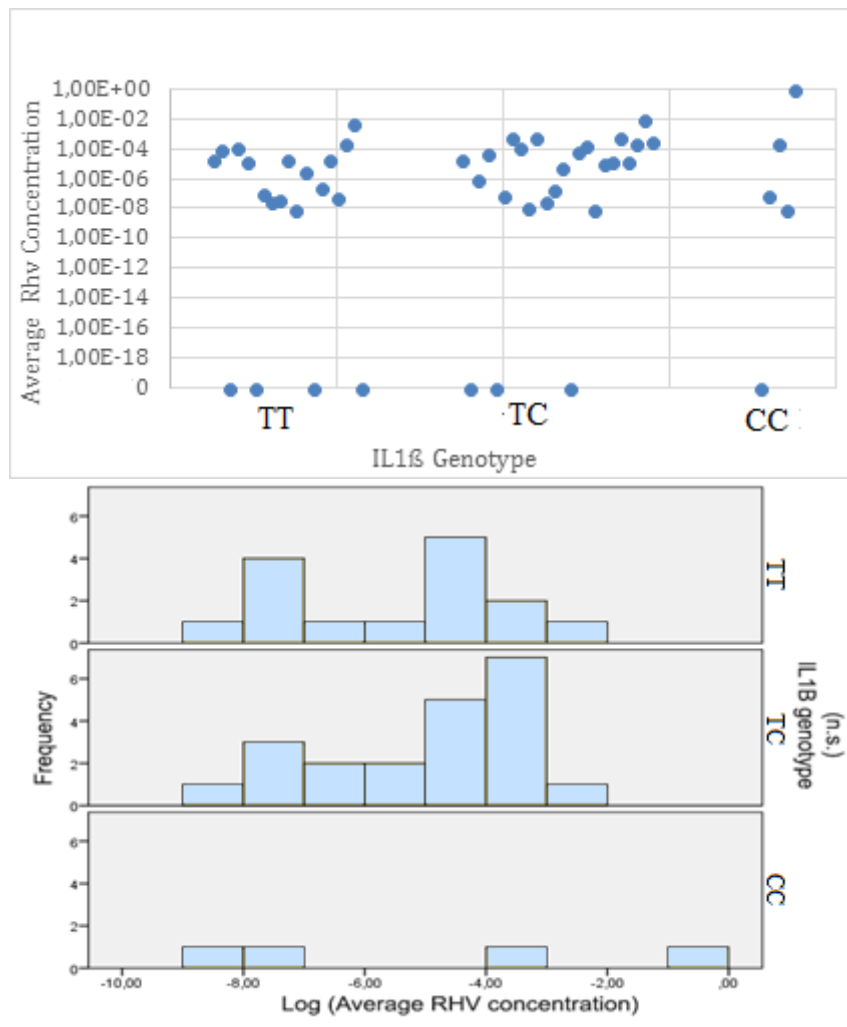 Average Rhv Concentration
1,00E+00
1,00E-02
1,00E-04
1,00E-06
1,00E-08
1,00E-10
1,00E-12
1,00E-14
1,00E-16
1,00E-18
0
TT TC CC
IL1ß Genotype
6
4
2
0
TT
6
4
2
0
TC
6
4
2
0
CC
Frequency
IL1B genotype
(n.s.)
-10,00 -8,00 -6,00 -4,00 -2,00 ,00
Log (Average RHV concentration)